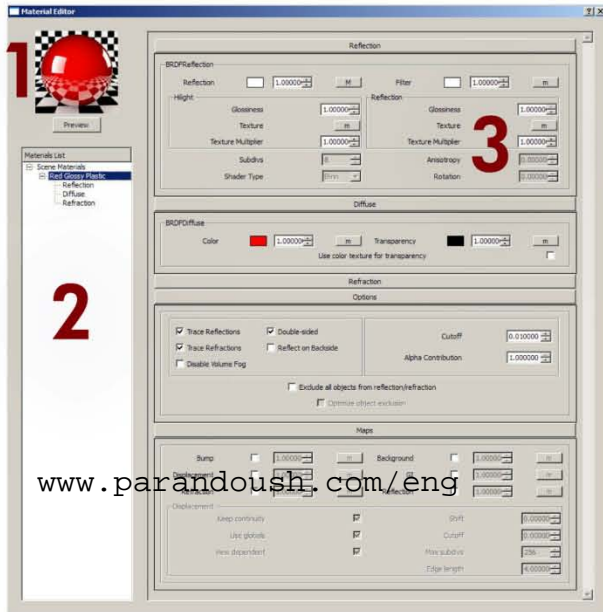 Material Editor
1
Preview
Materials List
Scene Materials
Red Glossy Plastic
Reflection
Diffuse
Refraction
2
Reflection
BRDFReflection
Reflection 1.00000 M Filter 1.00000 m
Hilight Reflection
Glossiness 1.00000 Glossiness 1.00000
Texture m Texture m
Texture Multiplier 1.00000 Texture Multiplier 1.00000
3
Subdivs 8 Anisotropy 0.00000
Shader Type Blinn Rotation 0.00000
Diffuse
BRDFDiffuse
Color 1.00000 m Transparency 1.00000 m
Use color texture for transparency
Refraction
Options
Trace Reflections Double-sided Cutoff 0.010000
Trace Refractions Reflect on Backside
Alpha Contribution 1.000000
Disable Volume Fog
Exclude all objects from reflection/refraction
Optimize object exclusion
Maps
Bump 1.00000 m Background 1.00000 m
Displacement 1.00000 m GI 1.00000 m
Refraction 1.00000 m Reflection 1.00000 m
www.parandoush.com/eng
Displacement
Keep continuity Shift 0.00000
Use globals Cutoff 0.00000
View dependent Max subdivs 256
Edge length 4.00000